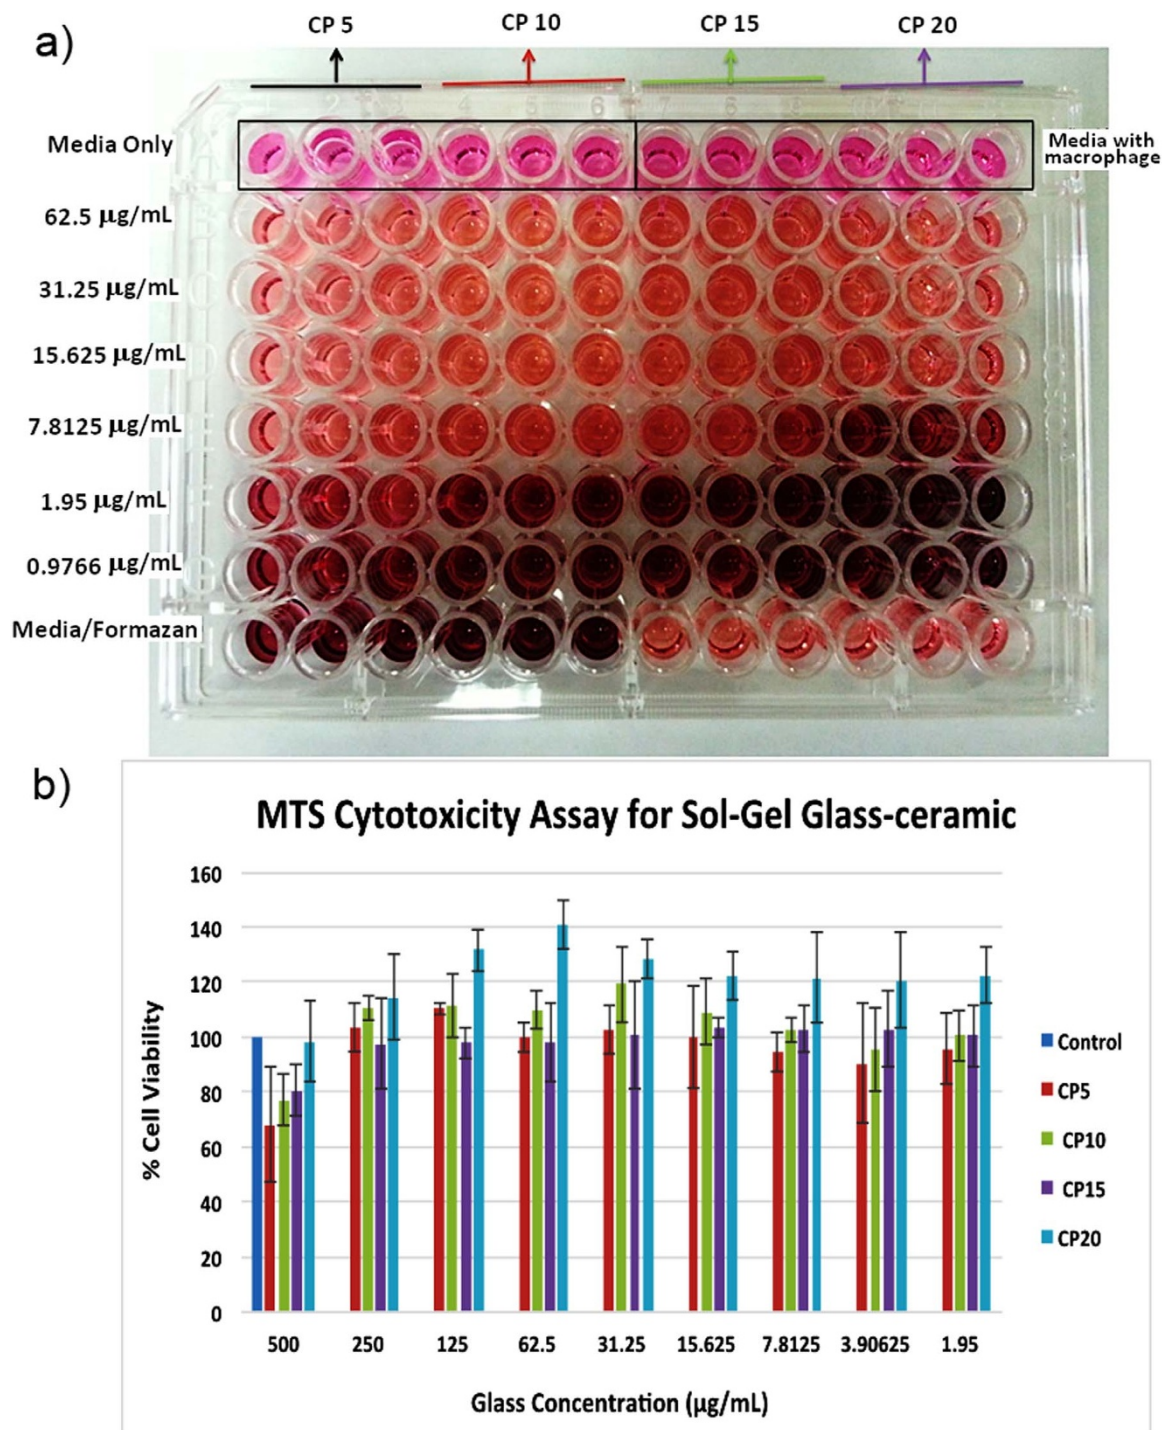 a)
CP 5 CP 10 CP 15 CP 20
Media Only
Media with
macrophage
62.5 µg/mL
31.25 µg/mL
15.625 µg/mL
7.8125 µg/mL
1.95 µg/mL
0.9766 µg/mL
Media/Formazan
b)
MTS Cytotoxicity Assay for Sol-Gel Glass-ceramic
160
140
120
100
80
60
40
20
0
% Cell Viability
500 250 125 62.5 31.25 15.625 7.8125 3.90625 1.95
Glass Concentration (µg/mL)
Control
CP5
CP10
CP15
CP20